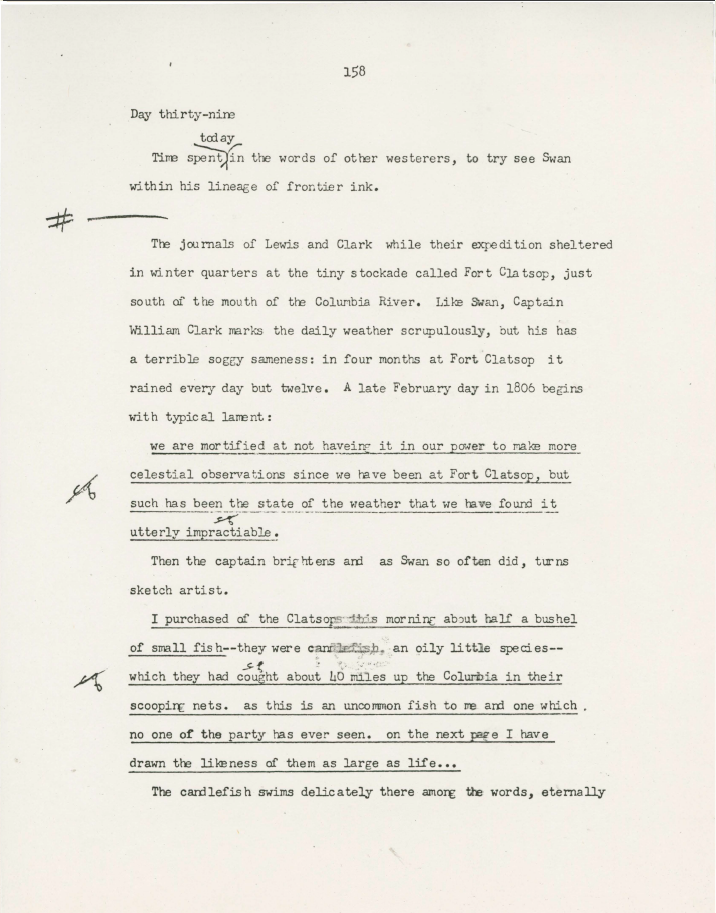 158
Day thirty-nine
today
Time spent in the words of other westerers, to try see Swan
within his lineage of frontier ink.
#
The journals of Lewis and Clark while their expedition sheltered
in winter quarters at the tiny stockade called Fort Clatsop, just
south of the mouth of the Columbia River. Like Swan, Captain
William Clark marks the daily weather scrupulously, but his has
a terrible soggy sameness: in four months at Fort Clatsop it
rained every day but twelve. A late February day in 1806 begins
with typical lament:
we are mortified at not haveing it in our power to make more
celestial observations since we have been at Fort Clatsop, but
such has been the state of the weather that we have found it
utterly impractiable.
Then the captain brightens and as Swan so often did, turns
sketch artist.
I purchased of the Clatsops this morning about half a bushel
of small fish--they were candlefish, an oily little species--
which they had cought about 40 miles up the Columbia in their
scooping nets. as this is an uncommon fish to me and one which
no one of the party has ever seen. on the next page I have
drawn the likeness of them as large as life...
The candlefish swims delicately there among the words, eternally